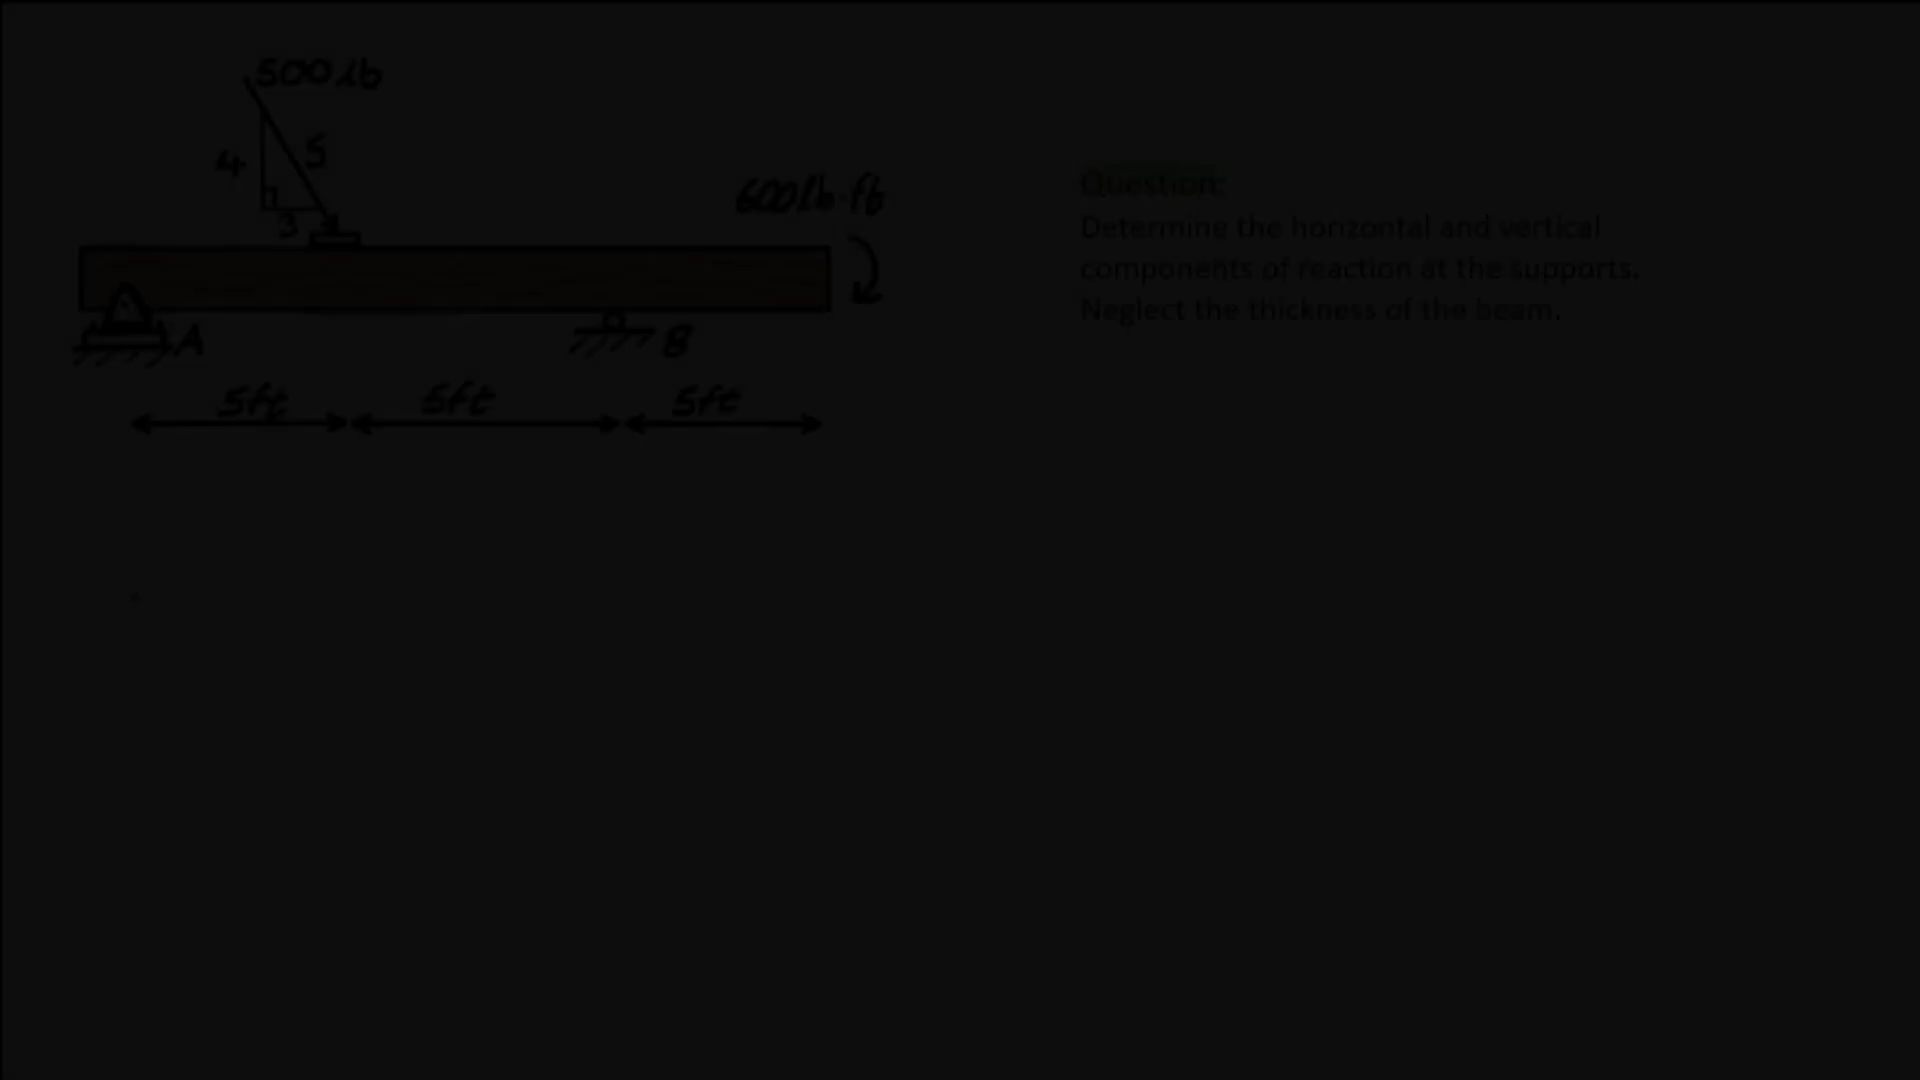 500 lb
4
5
3
600 lb·ft
A
B
5ft
5ft
5ft
Question:
Determine the horizontal and vertical
components of reaction at the supports.
Neglect the thickness of the beam.